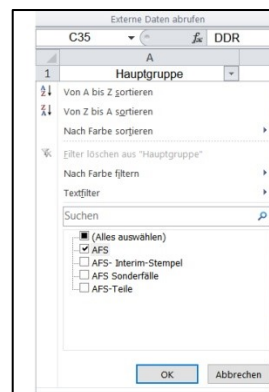 Externe Daten abrufen
C35 fx DDR
A
1 Hauptgruppe
Von A bis Z sortieren
Von Z bis A sortieren
Nach Farbe sortieren
Filter löschen aus "Hauptgruppe"
Nach Farbe filtern
Textfilter
Suchen
(Alles auswählen)
AFS
AFS- Interim-Stempel
AFS Sonderfälle
AFS-Teile
OK Abbrechen